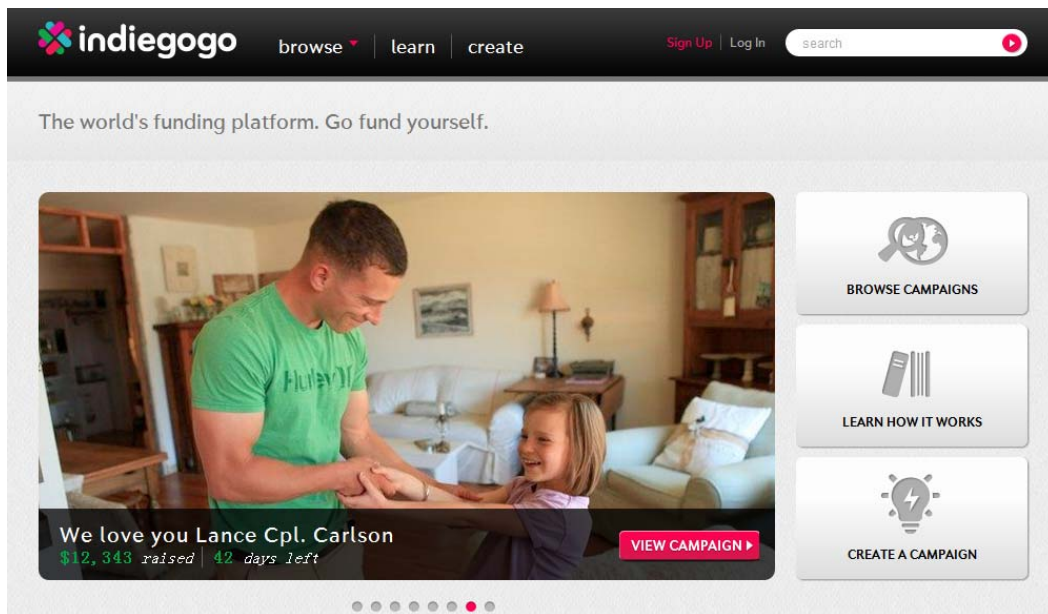 indiegogo browse learn create Sign Up Log In search
The world's funding platform. Go fund yourself.
Hurley
BROWSE CAMPAIGNS
LEARN HOW IT WORKS
We love you Lance Cpl. Carlson
$12,343 raised 42 days left
VIEW CAMPAIGN
CREATE A CAMPAIGN